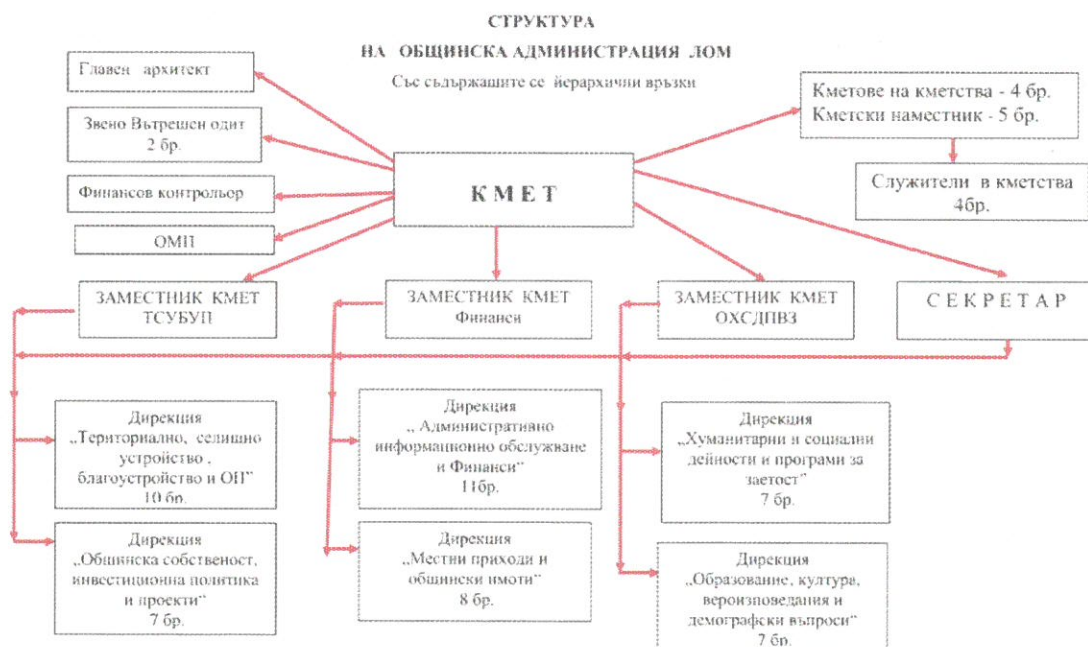 СТРУКТУРА
НА ОБЩИНСКА АДМИНИСТРАЦИЯ ЛОМ
Със съдържащите се йерархични връзки
Главен архитект
Звено Вътрешен одит
2 бр.
Финансов контрольор
ОМП
КМЕТ
Кметове на кметства - 4 бр.
Кметски наместник - 5 бр.
Служители в кметства
4бр.
ЗАМЕСТНИК КМЕТ
ТСУБУП
ЗАМЕСТНИК КМЕТ
Финанси
ЗАМЕСТНИК КМЕТ
ОХСДПВЗ
СЕКРЕТАР
Дирекция
„Териториално, селищно
устройство ,
благоустройство и ОП”
10 бр.
Дирекция
„ Административно
информационно обслужване
и Финанси“
11бр.
Дирекция
„Хуманитарни и социални
дейности и програми за
заетост”
7 бр.
Дирекция
„Общинска собственост,
инвестиционна политика
и проекти“
7 бр.
Дирекция
„Местни приходи и
общински имоти“
8 бр.
Дирекция
„Образование, култура,
вероизповедания и
демографски въпроси“
7 бр.